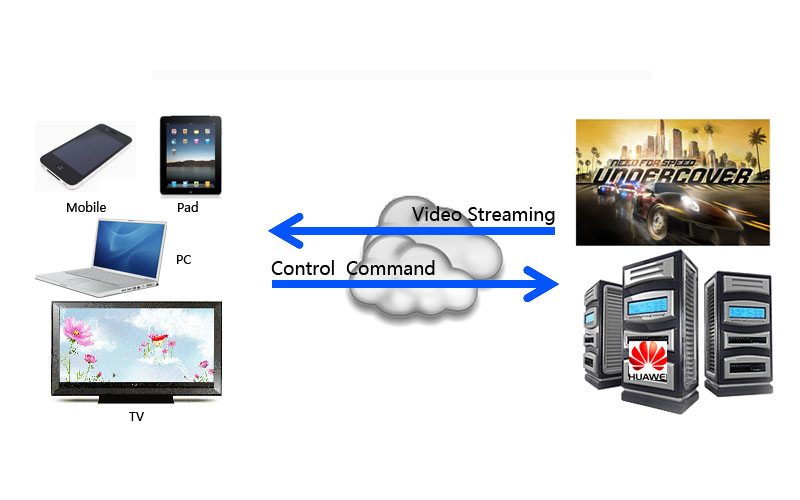 Mobile
Pad
PC
TV
Video Streaming
Control Command
NEED FOR SPEED
UNDERCOVER
HUAWEI